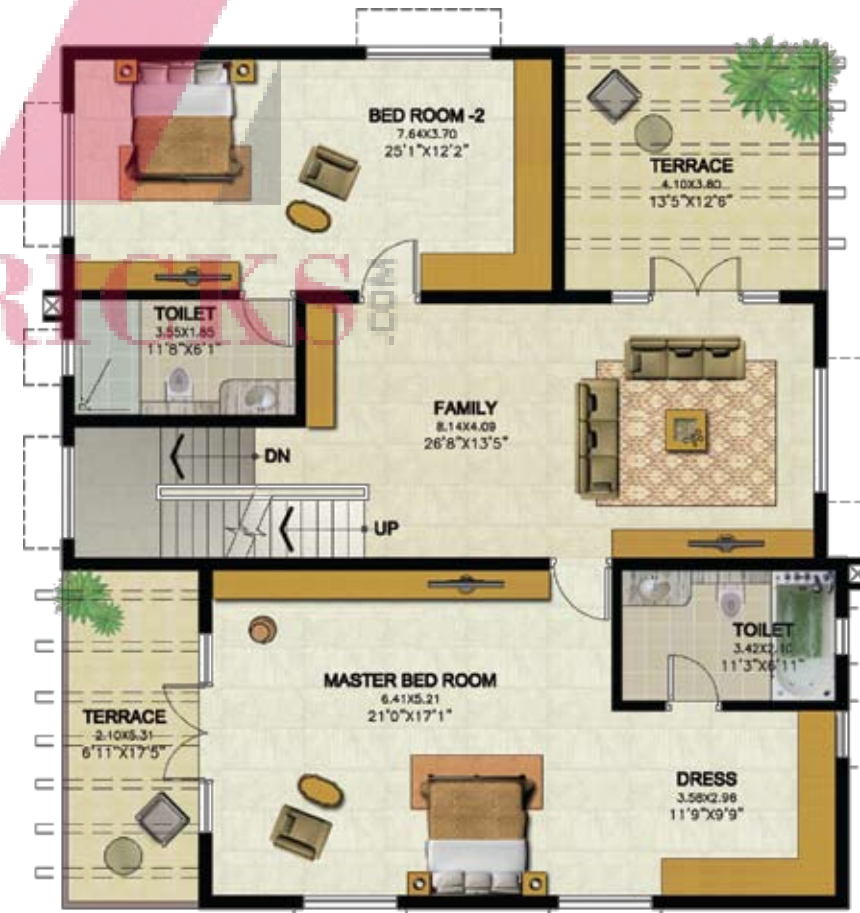 BED ROOM -2
7.64X3.70
25'1"X12'2"
TERRACE
4.10X3.80
13'5"X12'6"
RICKS
.COM
TOILET
3.55X1.85
11'8"X6'1"
FAMILY
8.14X4.09
26'8"X13'5"
DN
UP
TOILET
3.42X2.10
11'3"X6'11"
MASTER BED ROOM
6.41X5.21
21'0"X17'1"
TERRACE
2.10X5.31
6'11"X17'5"
DRESS
3.58X2.98
11'9"X9'9"